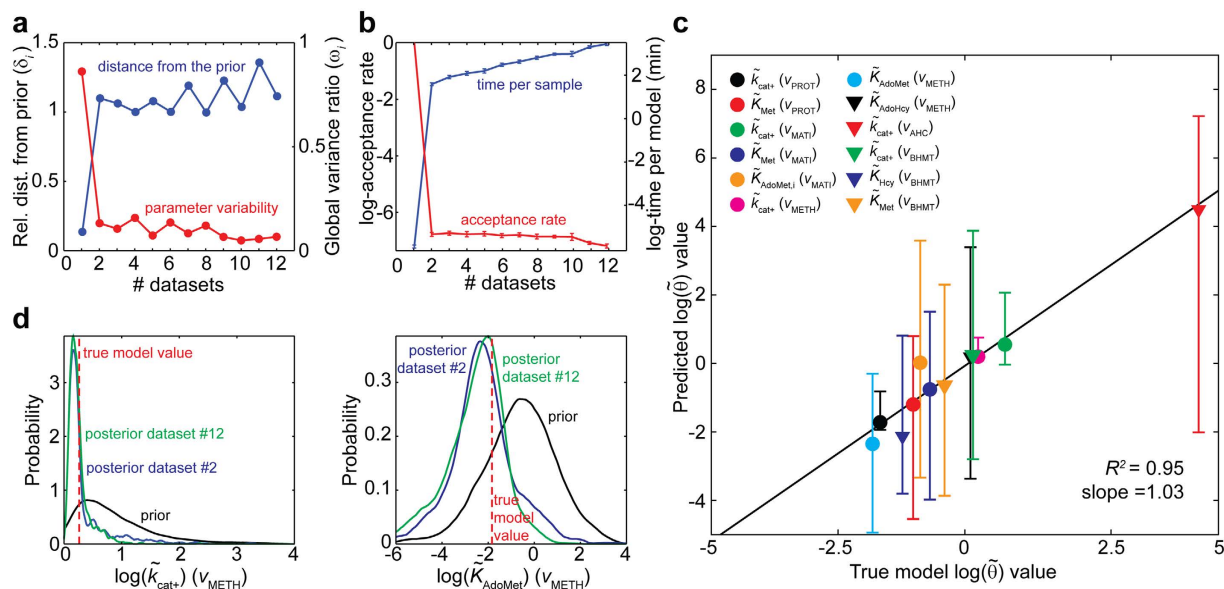 a
1.5
1
0.5
0
1
0.5
0
0 2 4 6 8 10 12
# datasets
Rel. dist. from prior (δi)
Global variance ratio (ωi)
distance from the prior
parameter variability
b
0
-2
-4
-6
2
0
-2
-4
0 2 4 6 8 10 12
# datasets
log-acceptance rate
log-time per model (min)
time per sample
acceptance rate
c
8
6
4
2
0
-2
-4
-5 -2.5 0 2.5 5
Predicted log(θ̃) value
True model log(θ̃) value
k̃cat+ (vPROT)
K̃Met (vPROT)
k̃cat+ (vMATI)
K̃Met (vMATI)
K̃AdoMet,i (vMATI)
k̃cat+ (vMETH)
K̃AdoMet (vMETH)
K̃AdoHcy (vMETH)
k̃cat+ (vAHC)
k̃cat+ (vBHMT)
K̃Hcy (vBHMT)
K̃Met (vBHMT)
R² = 0.95
slope =1.03
d
3
2
1
0
0 1 2 3 4
Probability
log(k̃cat+) (vMETH)
true model value
posterior dataset #12
posterior dataset #2
prior
0.3
0.2
0.1
0
-6 -4 -2 0 2 4
Probability
log(K̃AdoMet) (vMETH)
posterior
dataset #2
posterior
dataset #12
prior
true
model
value